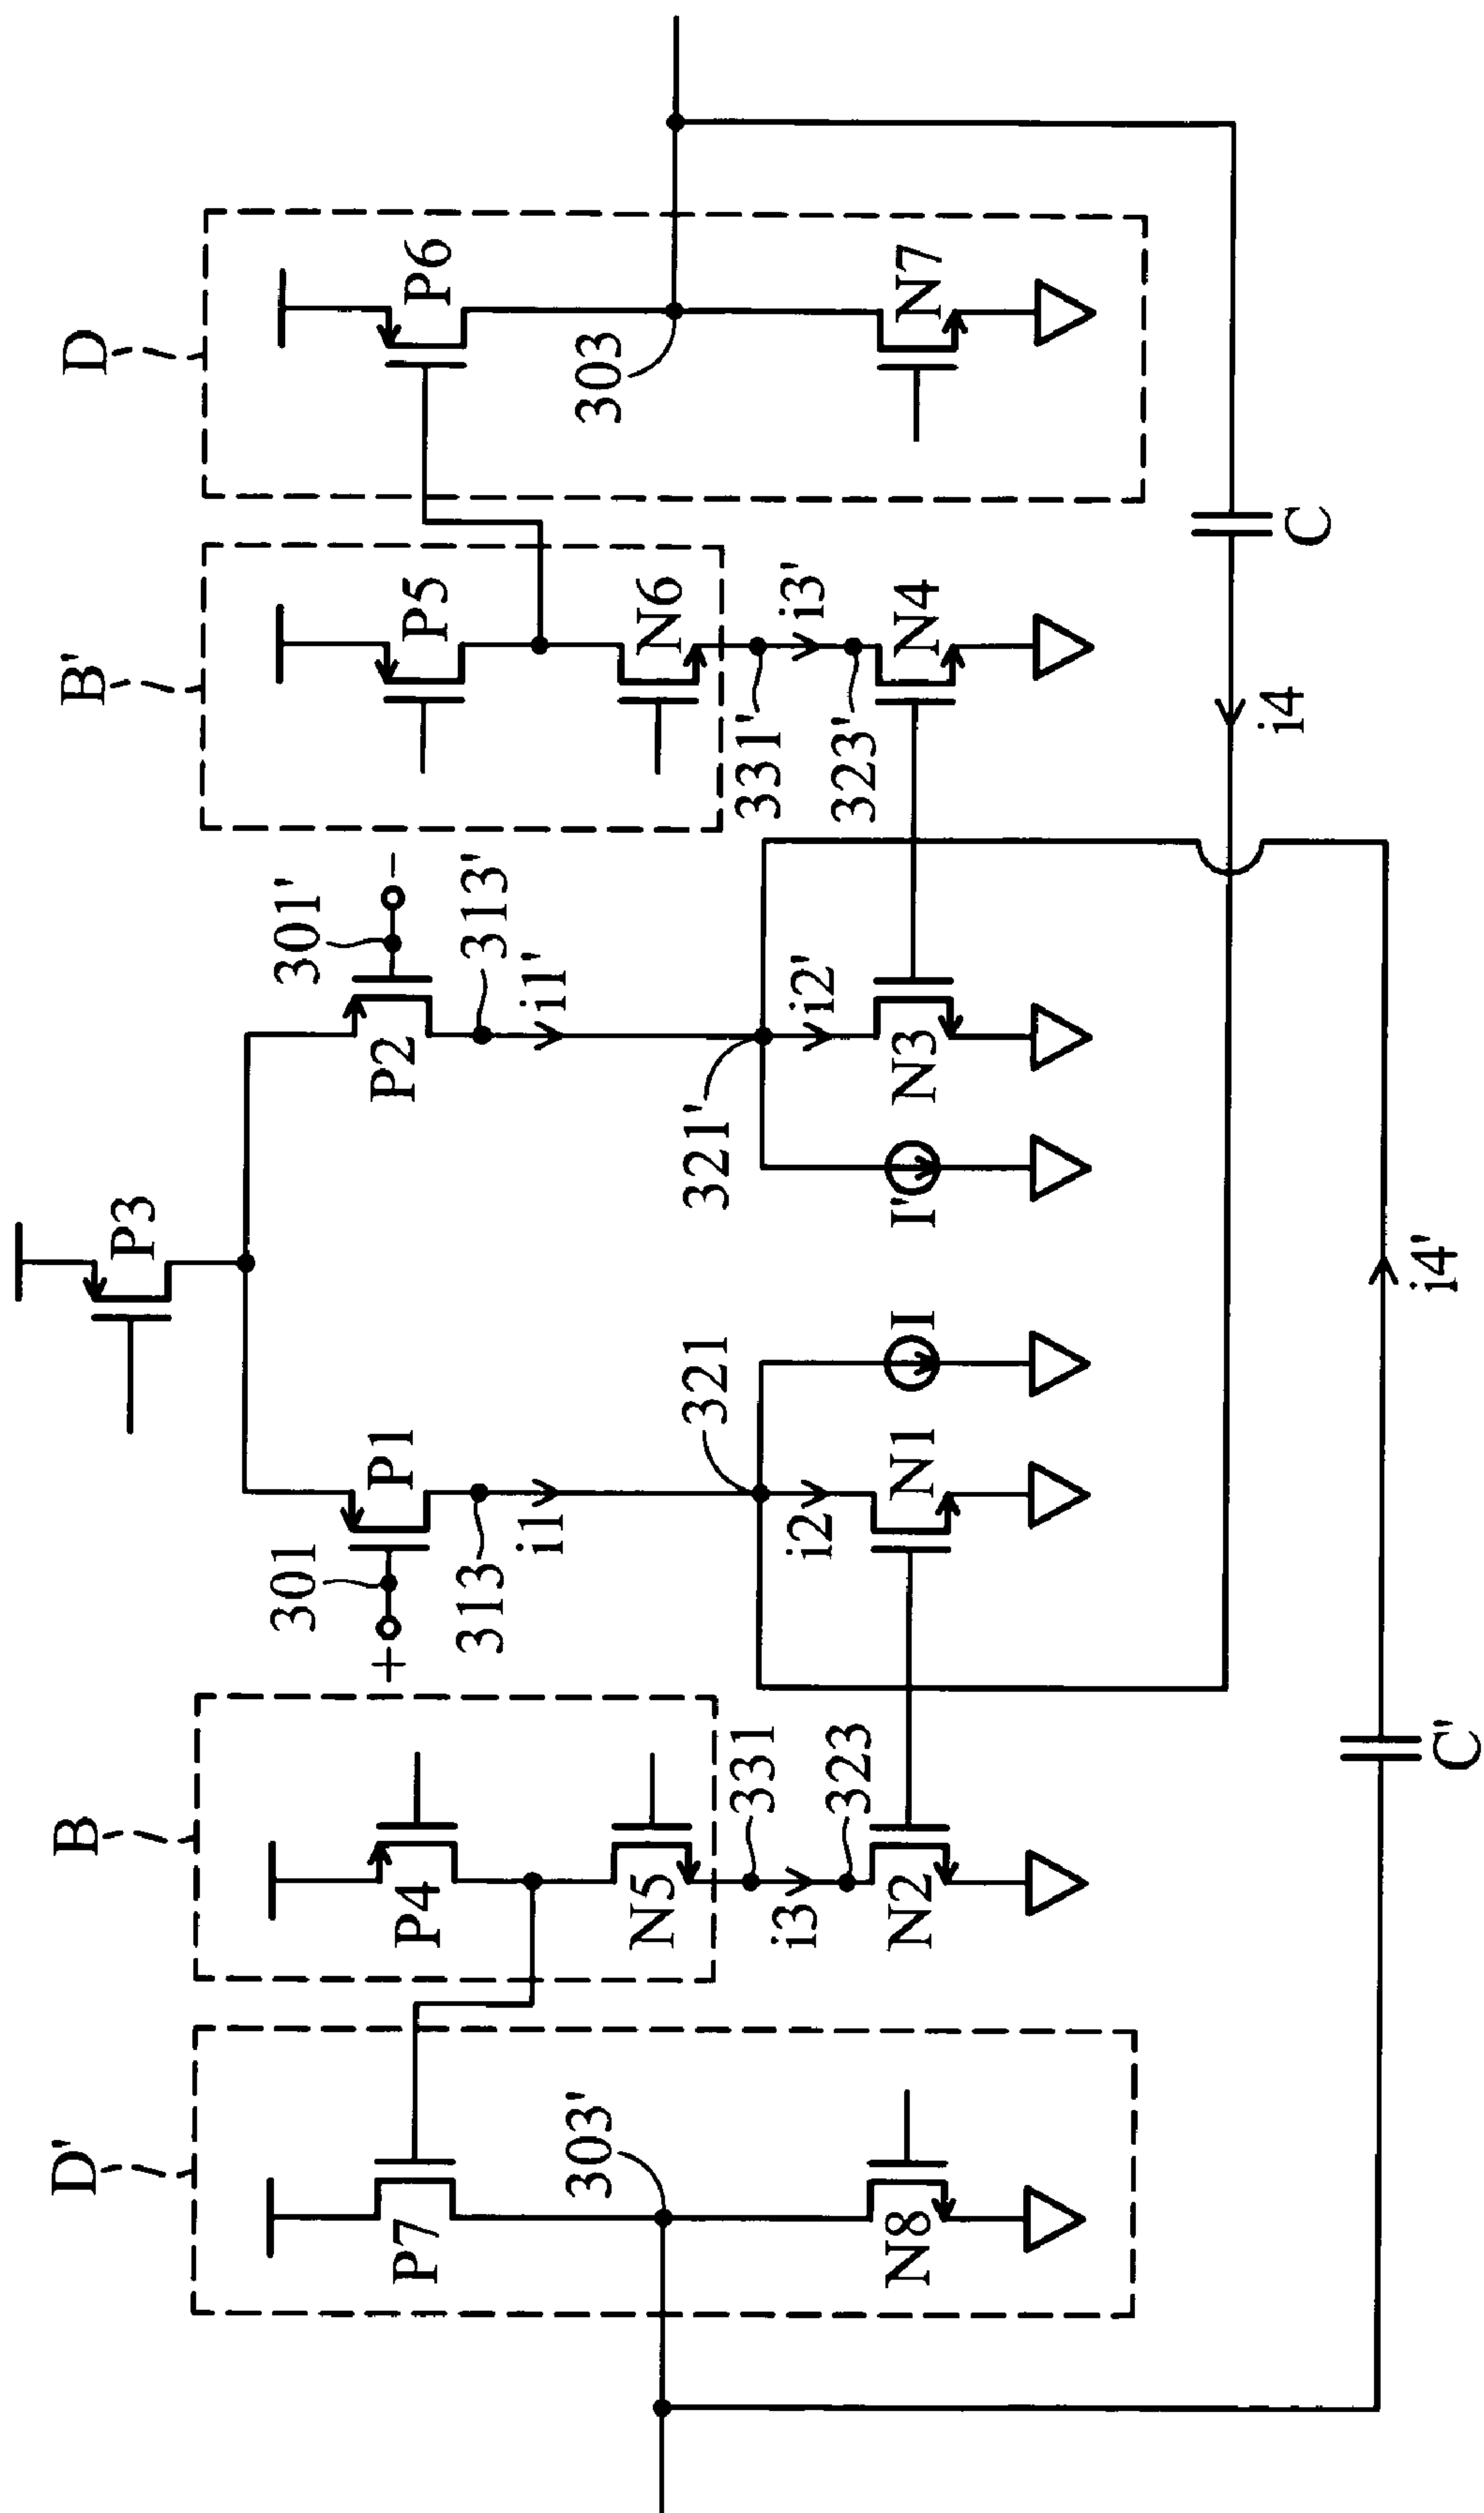 P3
D'
B
B'
D
P7
303'
N8
P4
N5
331
i3
323
N2
+
301
P1
313
i1
321
i2
N1
I
P2
301'
–
313'
i1'
321'
i2'
I'
N3
P5
N6
331'
i3'
323'
N4
P6
303
N7
C
i4
C'
i4'